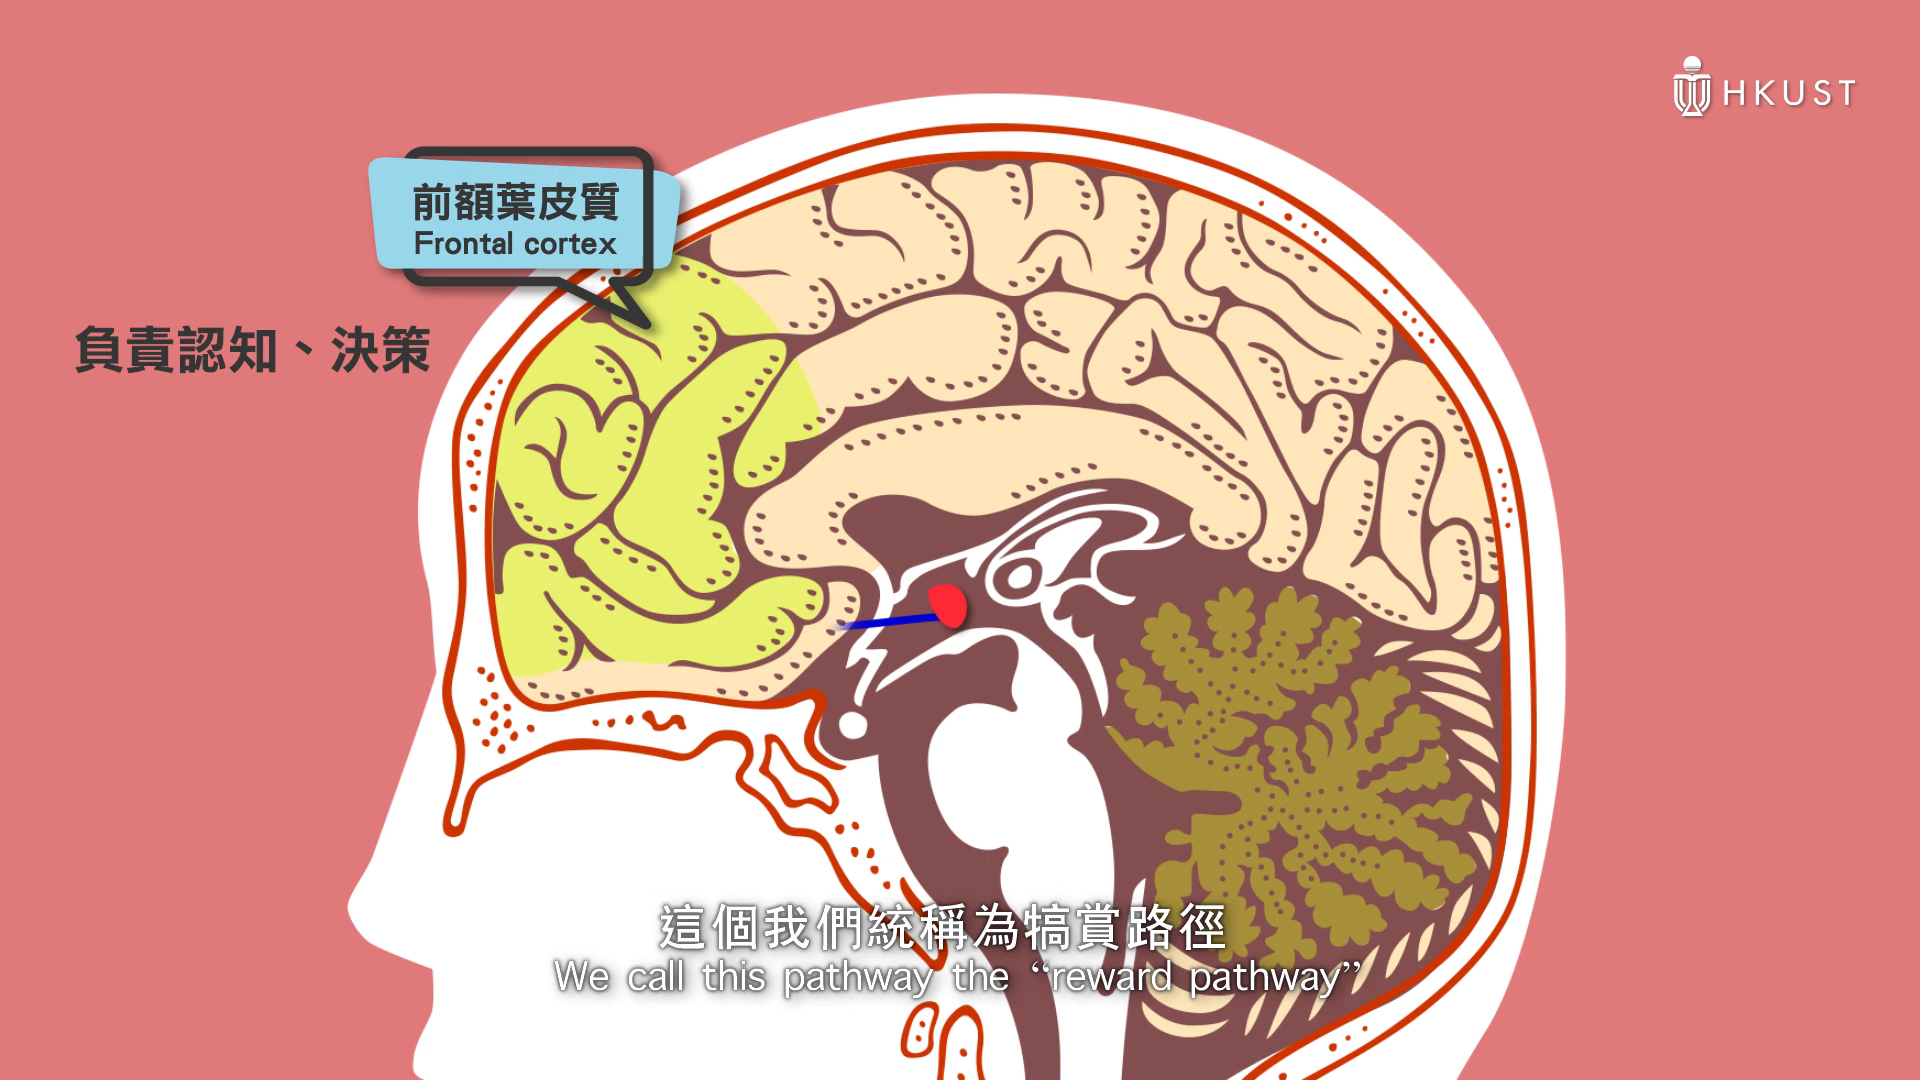 HKUST
前額葉皮質
Frontal cortex
負責認知、決策
這個我們統稱為犒賞路徑
We call this pathway the “reward pathway”